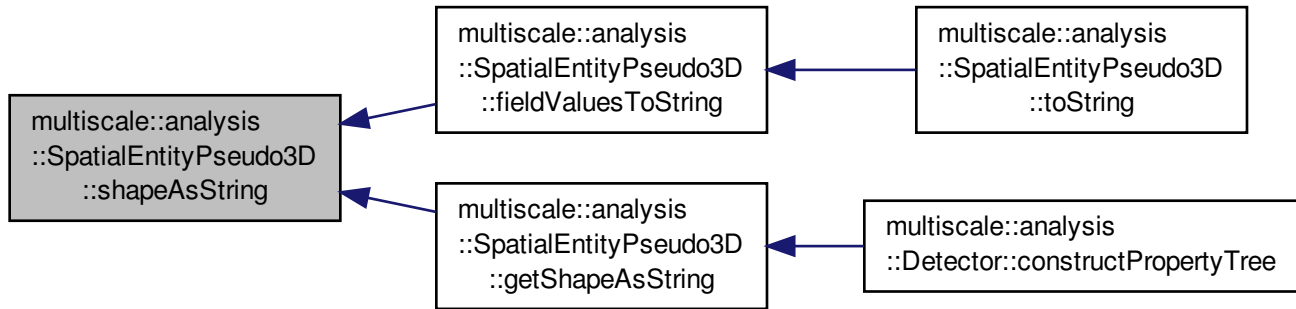 multiscale::analysis
::SpatialEntityPseudo3D
::shapeAsString
multiscale::analysis
::SpatialEntityPseudo3D
::fieldValuesToString
multiscale::analysis
::SpatialEntityPseudo3D
::toString
multiscale::analysis
::SpatialEntityPseudo3D
::getShapeAsString
multiscale::analysis
::Detector::constructPropertyTree